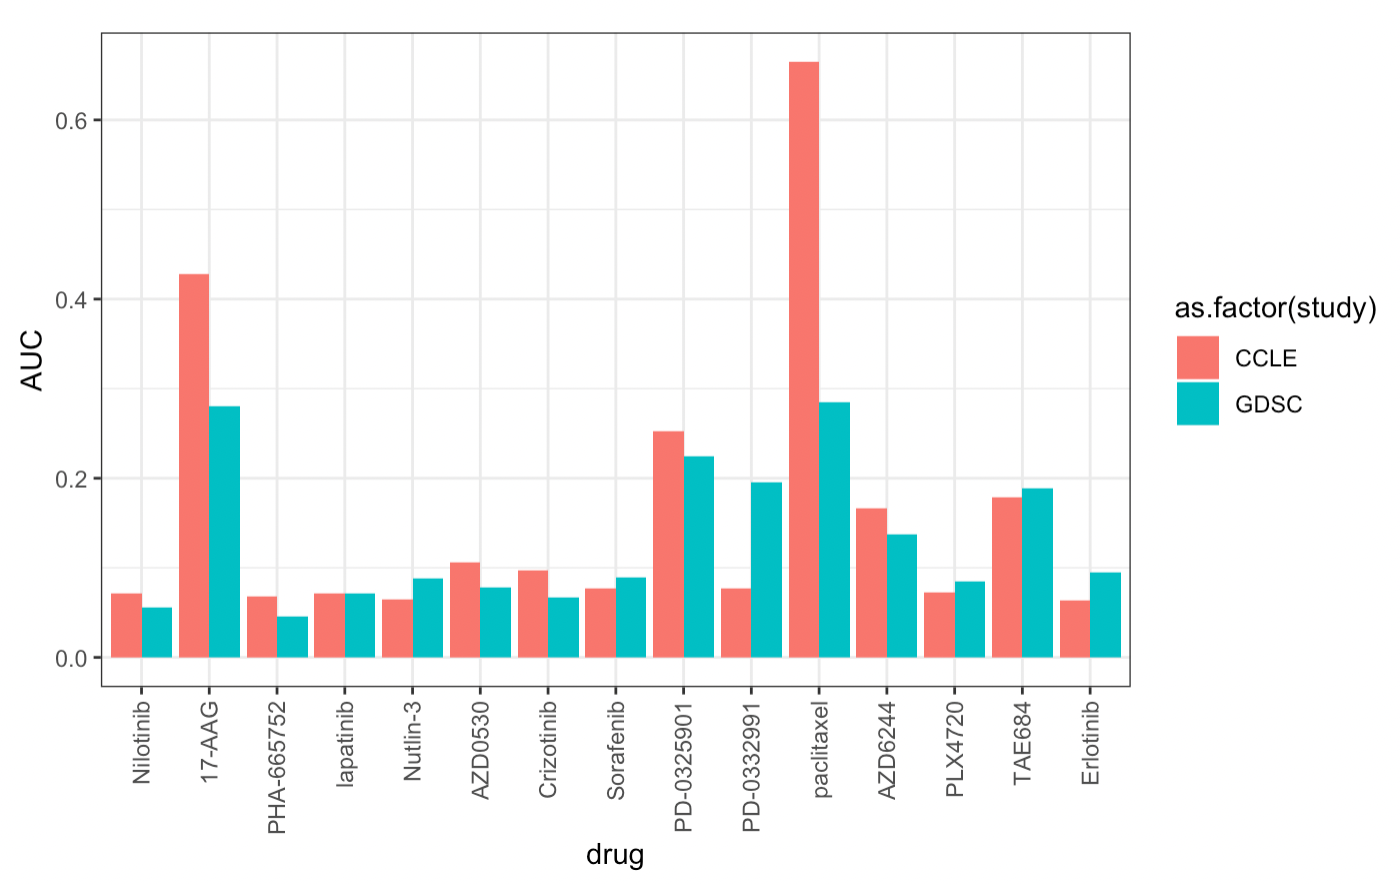 0.6
0.4
0.2
0.0
AUC
Nilotinib
17-AAG
PHA-665752
lapatinib
Nutlin-3
AZD0530
Crizotinib
Sorafenib
PD-0325901
PD-0332991
paclitaxel
AZD6244
PLX4720
TAE684
Erlotinib
drug
as.factor(study)
CCLE
GDSC